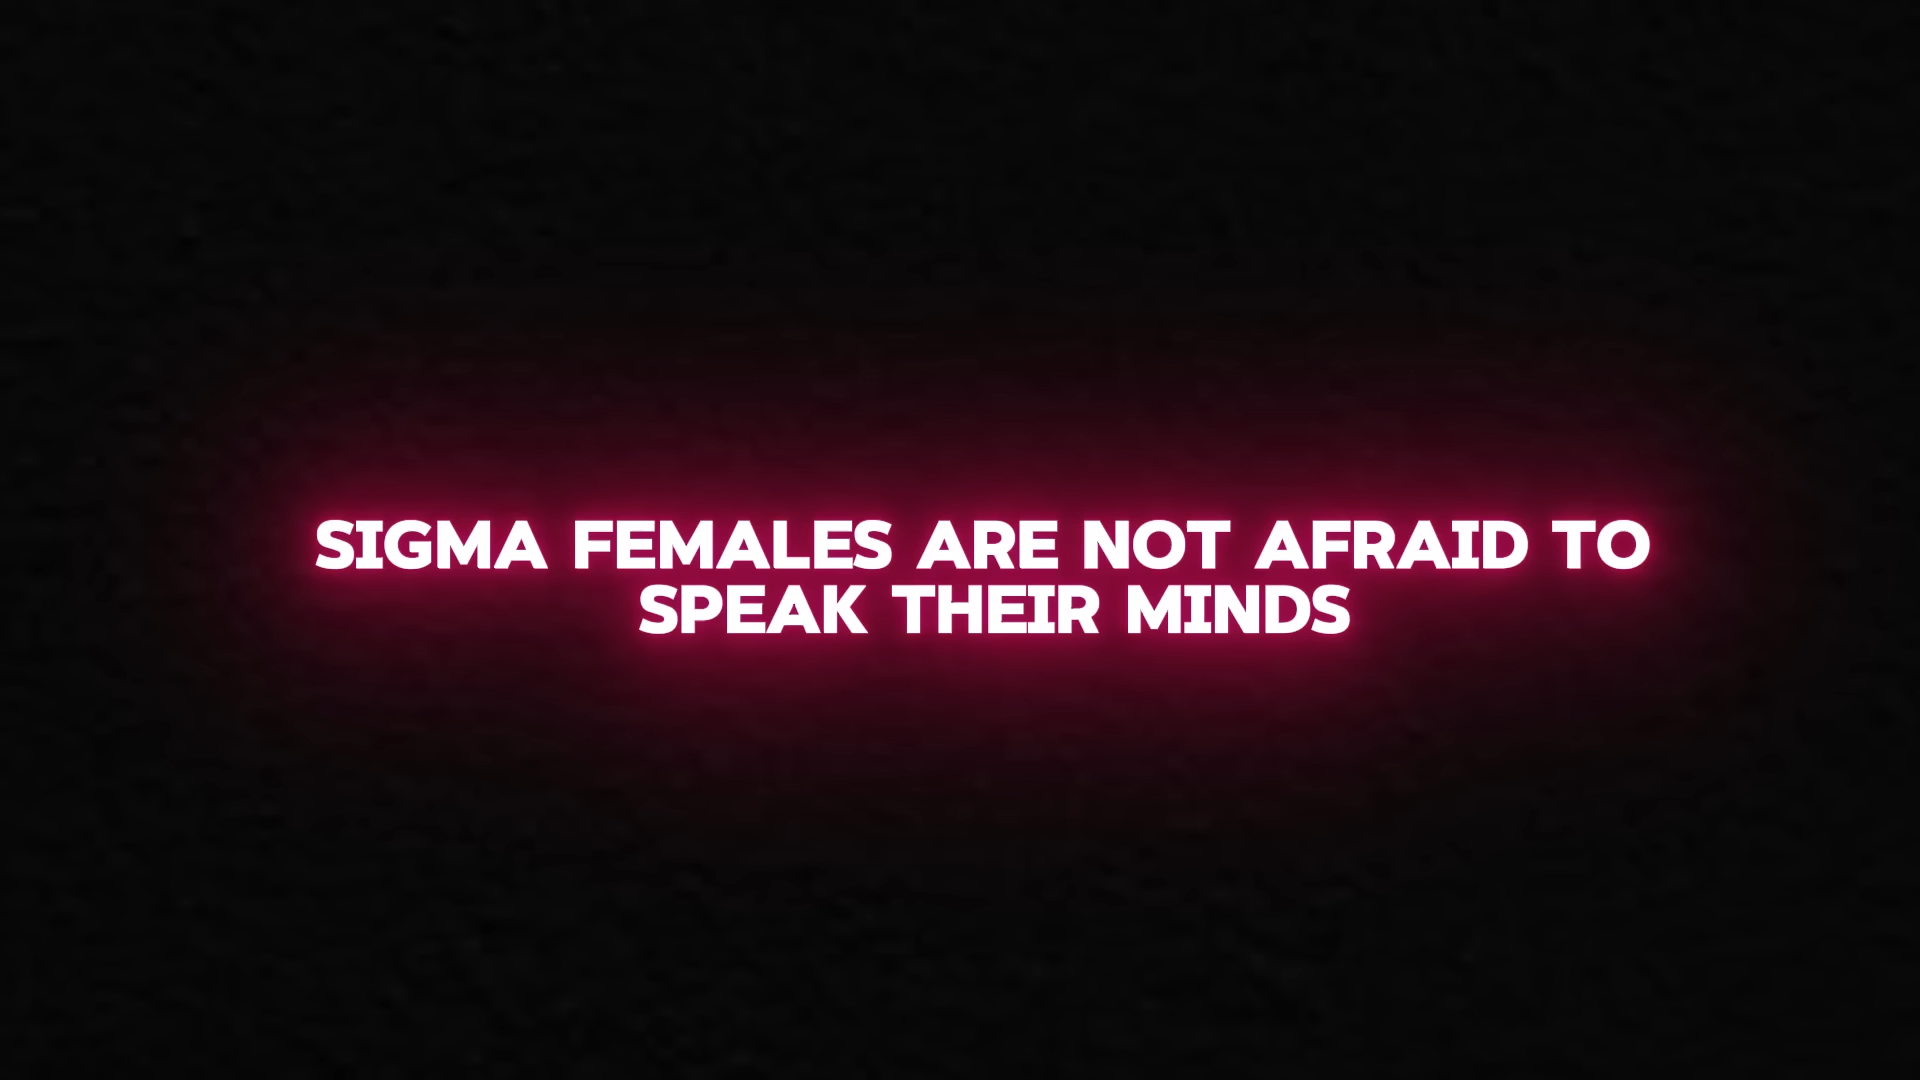 SIGMA FEMALES ARE NOT AFRAID TO
SPEAK THEIR MINDS